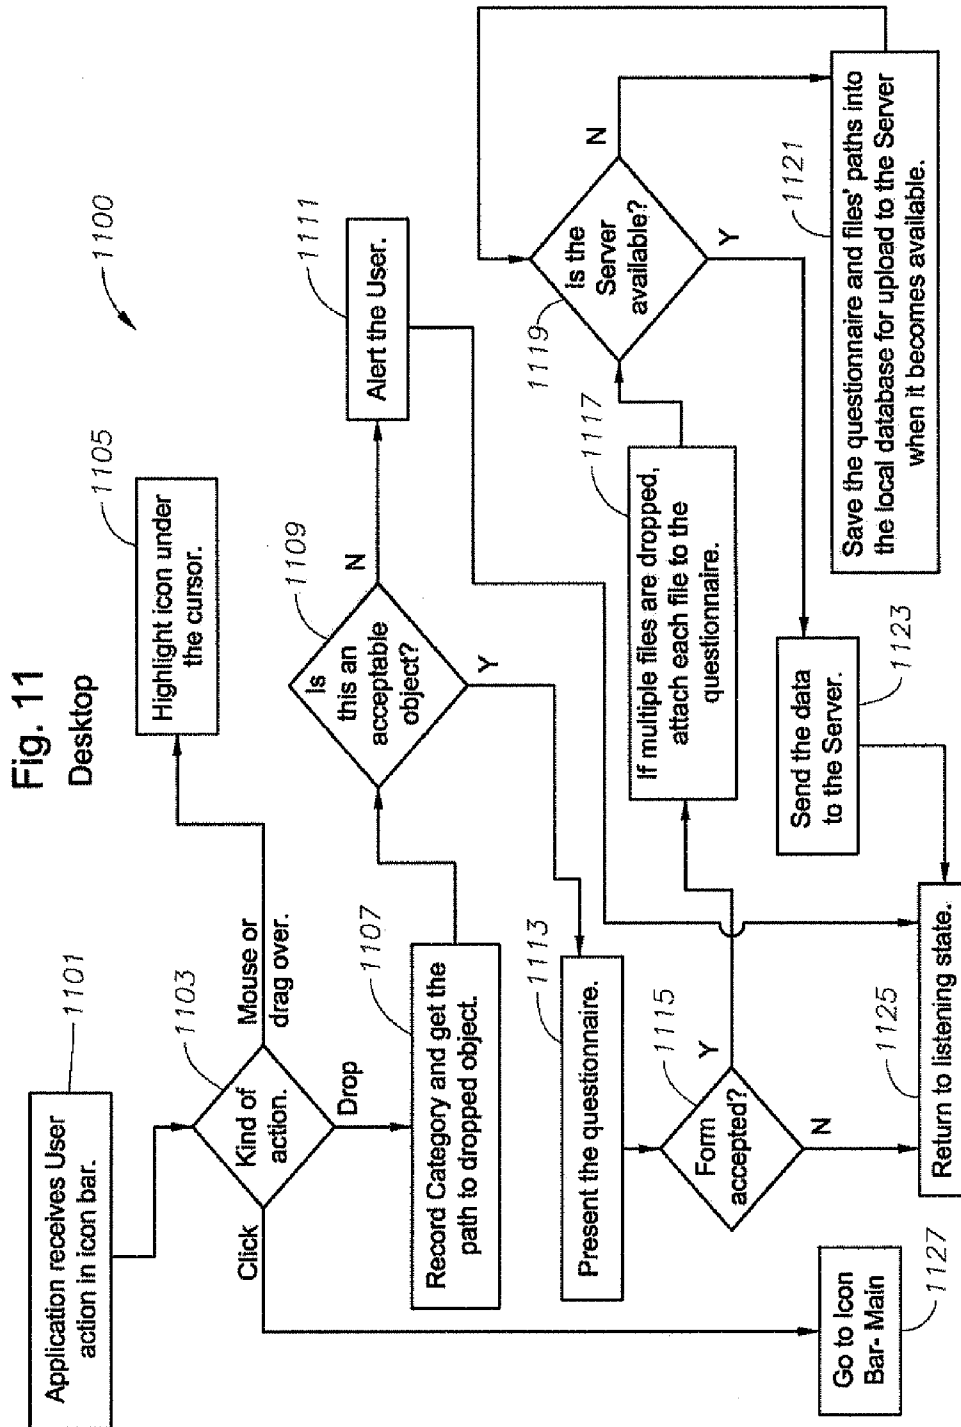 Fig. 11
Desktop
1100
Application receives User
action in icon bar.
1101
Kind of
action.
1103
Click
Drop
Mouse or
drag over.
Highlight icon under
the cursor.
1105
Record Category and get the
path to dropped object.
1107
Is
this an
acceptable
object?
1109
N
Y
Alert the User.
1111
Present the questionnaire.
1113
Form
accepted?
1115
Y
N
If multiple files are dropped,
attach each file to the
questionnaire.
1117
Is the
Server
available?
1119
N
Y
Save the questionnaire and files' paths into
the local database for upload to the Server
when it becomes available.
1121
Send the data
to the Server.
1123
Return to listening state.
1125
Go to Icon
Bar- Main
1127